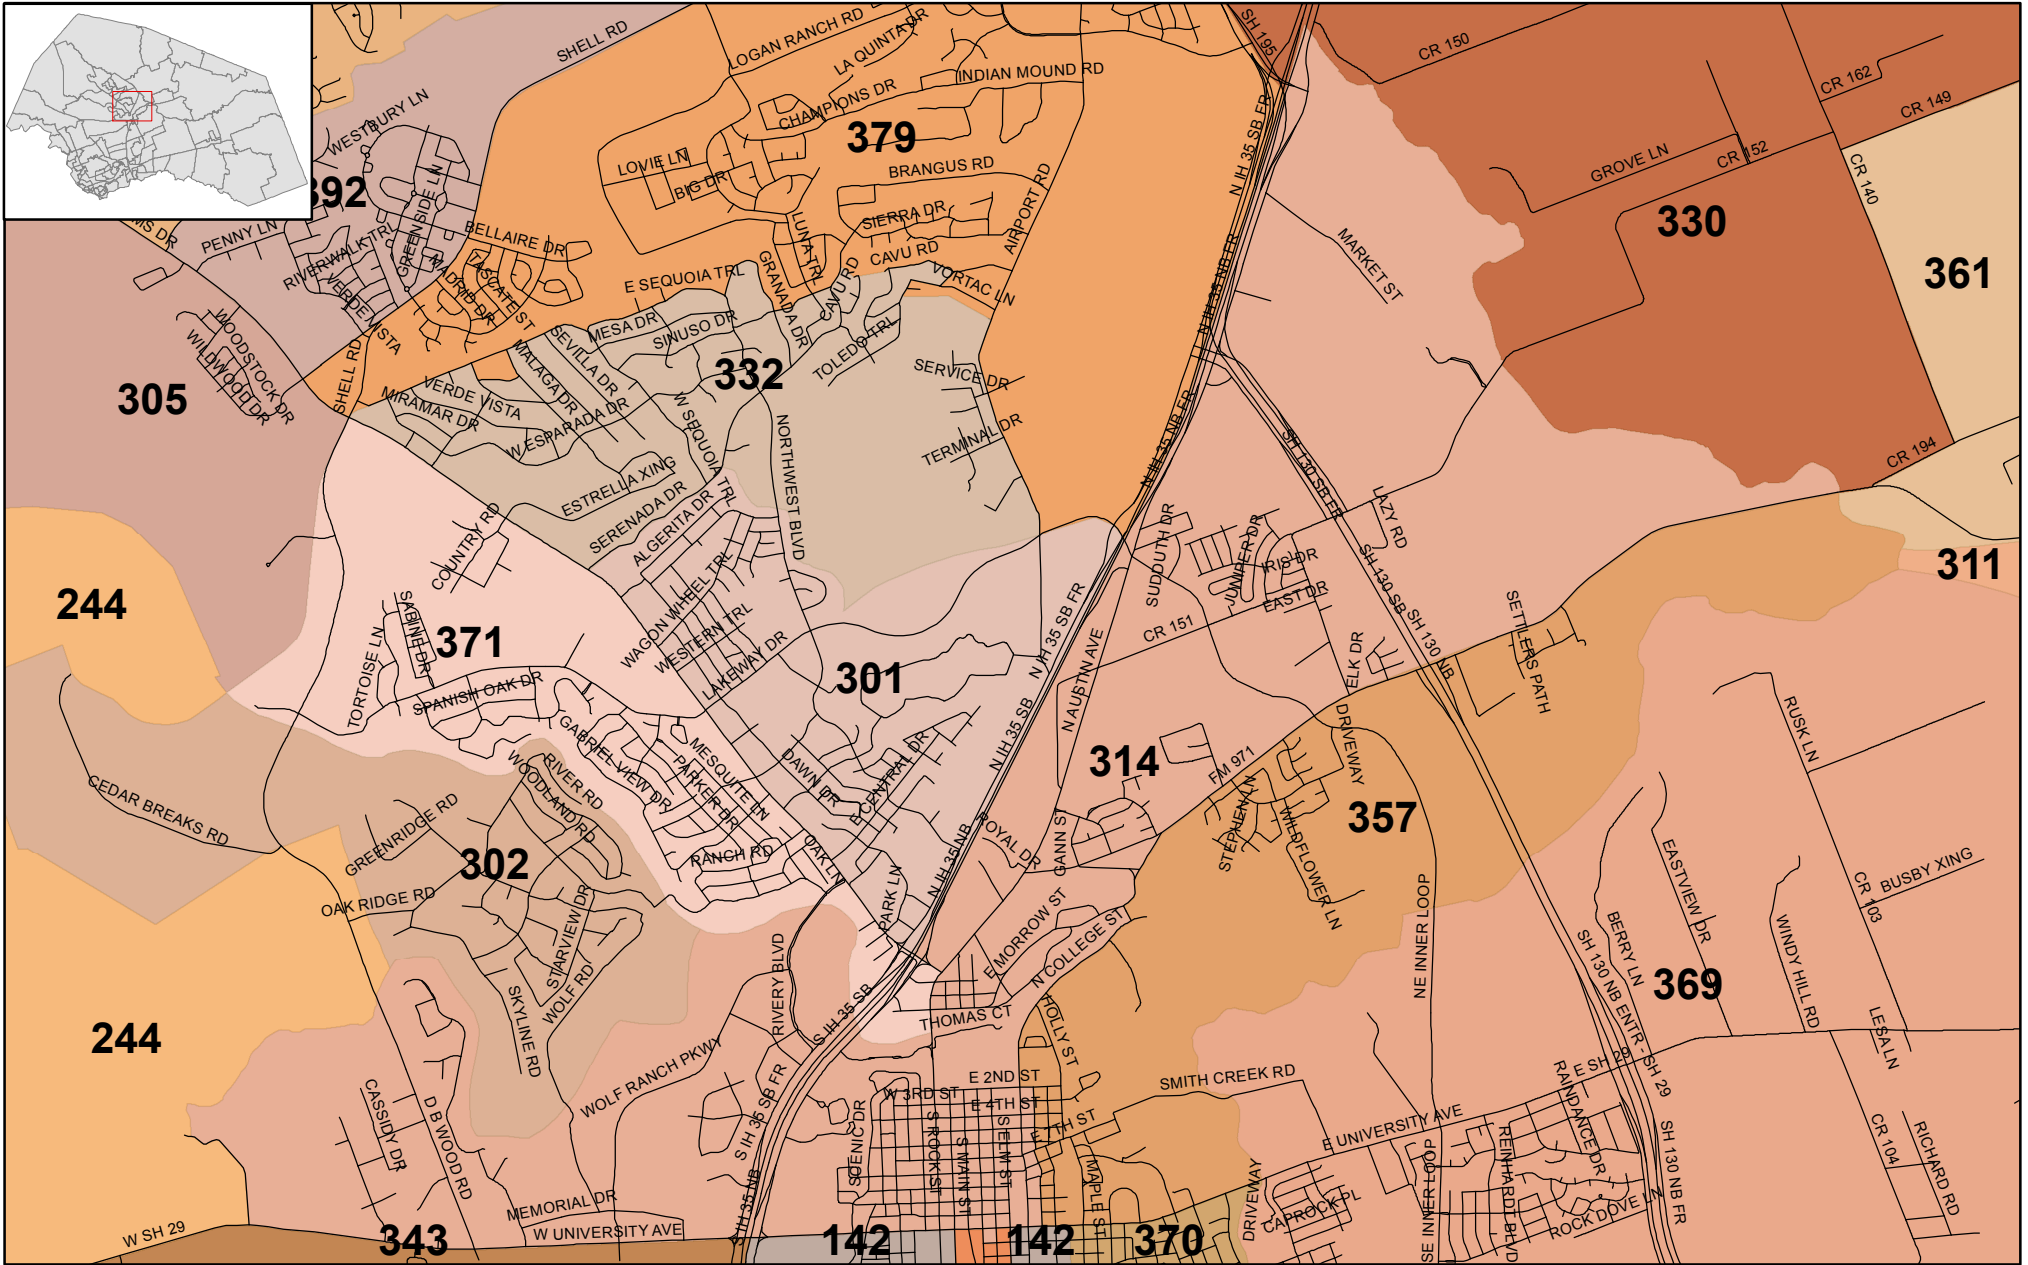 SHELL RD
LOGAN RANCH RD
LA QUINTA DR
SH 195
CR 150
CR 162
CR 149
INDIAN MOUND RD
CHAMPIONS DR
379
WESTBURY LN
N IH 35 SB FR
LOVIE LN
BIG DR
BRANGUS RD
GROVE LN
CR 152
CR 140
392
GREENSIDE LN
SIERRA DR
AIRPORT RD
330
MS DR
PENNY LN
RIVERWALK TRL
BELLAIRE DR
LUNA TRL
CAVU RD
MARKET ST
361
MADRID DR
TASCATE ST
E SEQUOIA TRL
GRANADA DR
CAVU RD
VORTAC LN
N IH 35 NB FR
VERDE VISTA
WOODSTOCK DR
WILDWOOD DR
SHELL RD
MESA DR
SINUSO DR
SEVILLA DR
MALAGA DR
TOLEDO TRL
332
SERVICE DR
305
VERDE VISTA
MIRAMAR DR
W ESPARADA DR
W SEQUOIA TRL
NORTHWEST BLVD
TERMINAL DR
N IH 35 NB FR
SH 130 SB FR
CR 194
ESTRELLA XING
SERENADA DR
ALGERITA DR
COUNTRY RD
SUDDUTH DR
JUNIPER DR
IRIS DR
LAZY RD
EAST DR
311
244
SABINE DR
371
TORTOISE LN
WAGON WHEEL TRL
WESTERN TRL
LAKEWAY DR
N IH 35 SB FR
CR 151
SH 130 SB
SH 130 NB
SETTLERS PATH
N AUSTIN AVE
ELK DR
301
SPANISH OAK DR
GABRIEL VIEW DR
MESQUITE LN
PARKER DR
DAWN DR
E CENTRAL DR
N IH 35 SB
314
FM 971
DRIVEWAY
RUSK LN
CEDAR BREAKS RD
WOODLAND RD
RIVER RD
GREENRIDGE RD
302
STEPHEN LN
WILDFLOWER LN
357
RANCH RD
OAK LN
PARK LN
N IH 35 NB
ROYAL DR
GANN ST
EASTVIEW DR
CR 103
BUSBY XING
OAK RIDGE RD
STARVIEW DR
WOLF RD
SKYLINE RD
RIVERY BLVD
E MORROW ST
N COLLEGE ST
NE INNER LOOP
BERRY LN
369
WINDY HILL RD
244
S IH 35 SB
THOMAS CT
HOLLY ST
SH 130 NB ENTR - SH 29
LESA LN
WOLF RANCH PKWY
S IH 35 SB FR
E 2ND ST
W 3RD ST
E 4TH ST
SMITH CREEK RD
E SH 29
CASSIDY DR
D B WOOD RD
SCENIC DR
S ROCK ST
S MAIN ST
S ELM ST
E 7TH ST
E UNIVERSITY AVE
RAINDANCE DR
REINHARDT BLVD
SH 130 NB FR
CR 104
RICHARD RD
MAPLE ST
DRIVEWAY
CAPROCK PL
SE INNER LOOP
ROCK DOVE LN
W SH 29
MEMORIAL DR
W UNIVERSITY AVE
S IH 35 NB
343
142
142
370